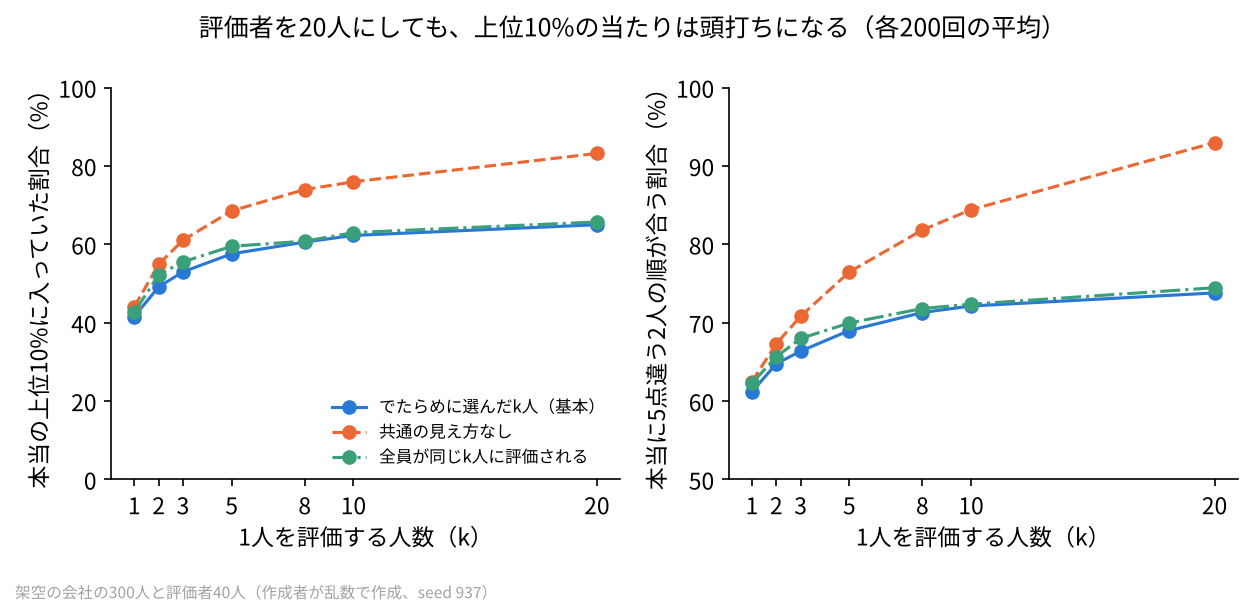 評価者を20人にしても、上位10%の当たりは頭打ちになる（各200回の平均）
本当の上位10%に入っていた割合（%）
100
80
60
40
20
0
でたらめに選んだk人（基本）
共通の見え方なし
全員が同じk人に評価される
1 2 3 5 8 10 20
1人を評価する人数（k）
本当に5点違う2人の順が合う割合（%）
100
90
80
70
60
50
1 2 3 5 8 10 20
1人を評価する人数（k）
架空の会社の300人と評価者40人（作成者が乱数で作成、seed 937）